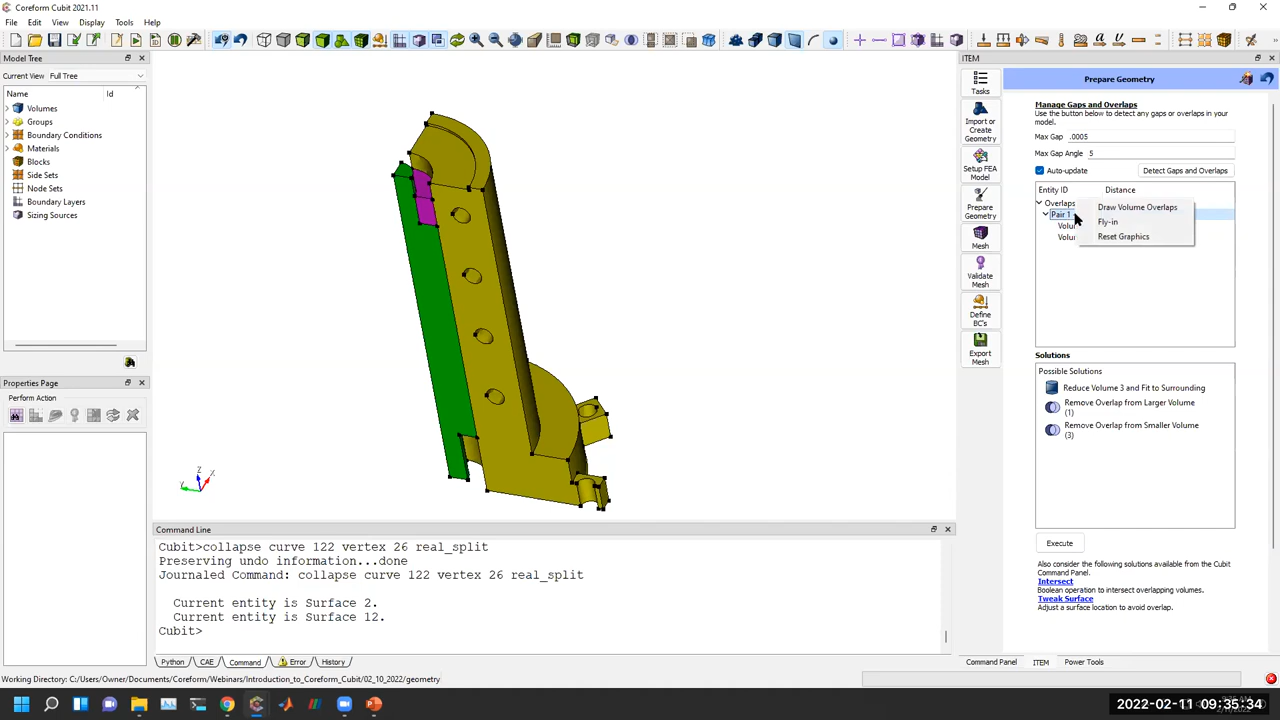 Coreform Cubit 2021.11
File Edit View Display Tools Help
Model Tree
Current View Full Tree
Name Id
Volumes
Groups
Boundary Conditions
Materials
Blocks
Side Sets
Node Sets
Boundary Layers
Sizing Sources
Properties Page
Perform Action
Z
X
Y
Command Line
Cubit>collapse curve 122 vertex 26 real_split
Preserving undo information...done
Journaled Command: collapse curve 122 vertex 26 real_split
Current entity is Surface 2.
Current entity is Surface 12.
Cubit>
Python CAE Command Error History
Working Directory: C:/Users/Owner/Documents/Coreform/Webinars/Introduction_to_Coreform_Cubit/02_10_2022/geometry
ITEM
Tasks
Import or
Create
Geometry
Setup FEA
Model
Prepare
Geometry
Mesh
Validate
Mesh
Define
BC's
Export
Mesh
Prepare Geometry
Manage Gaps and Overlaps
Use the button below to detect any gaps or overlaps in your
model.
Max Gap .0005
Max Gap Angle 5
Auto-update Detect Gaps and Overlaps
Entity ID Distance
Overlaps
Pair 1
Volu
Volu
Draw Volume Overlaps
Fly-in
Reset Graphics
Solutions
Possible Solutions
Reduce Volume 3 and Fit to Surrounding
Remove Overlap from Larger Volume
(1)
Remove Overlap from Smaller Volume
(3)
Execute
Also consider the following solutions available from the Cubit
Command Panel.
Intersect
Boolean operation to intersect overlapping volumes.
Tweak Surface
Adjust a surface location to avoid overlap.
Command Panel ITEM Power Tools
2022-02-11 09:35:34